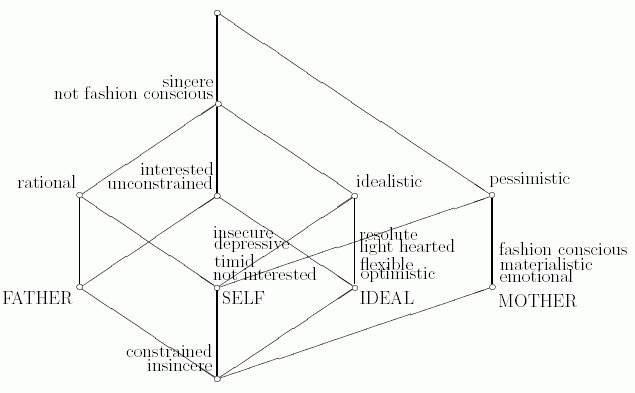 sincere
not fashion conscious
rational
interested
unconstrained
idealistic
pessimistic
insecure
depressive
timid
not interested
resolute
light hearted
flexible
optimistic
fashion conscious
materialistic
emotional
FATHER
SELF
IDEAL
MOTHER
constrained
insincere